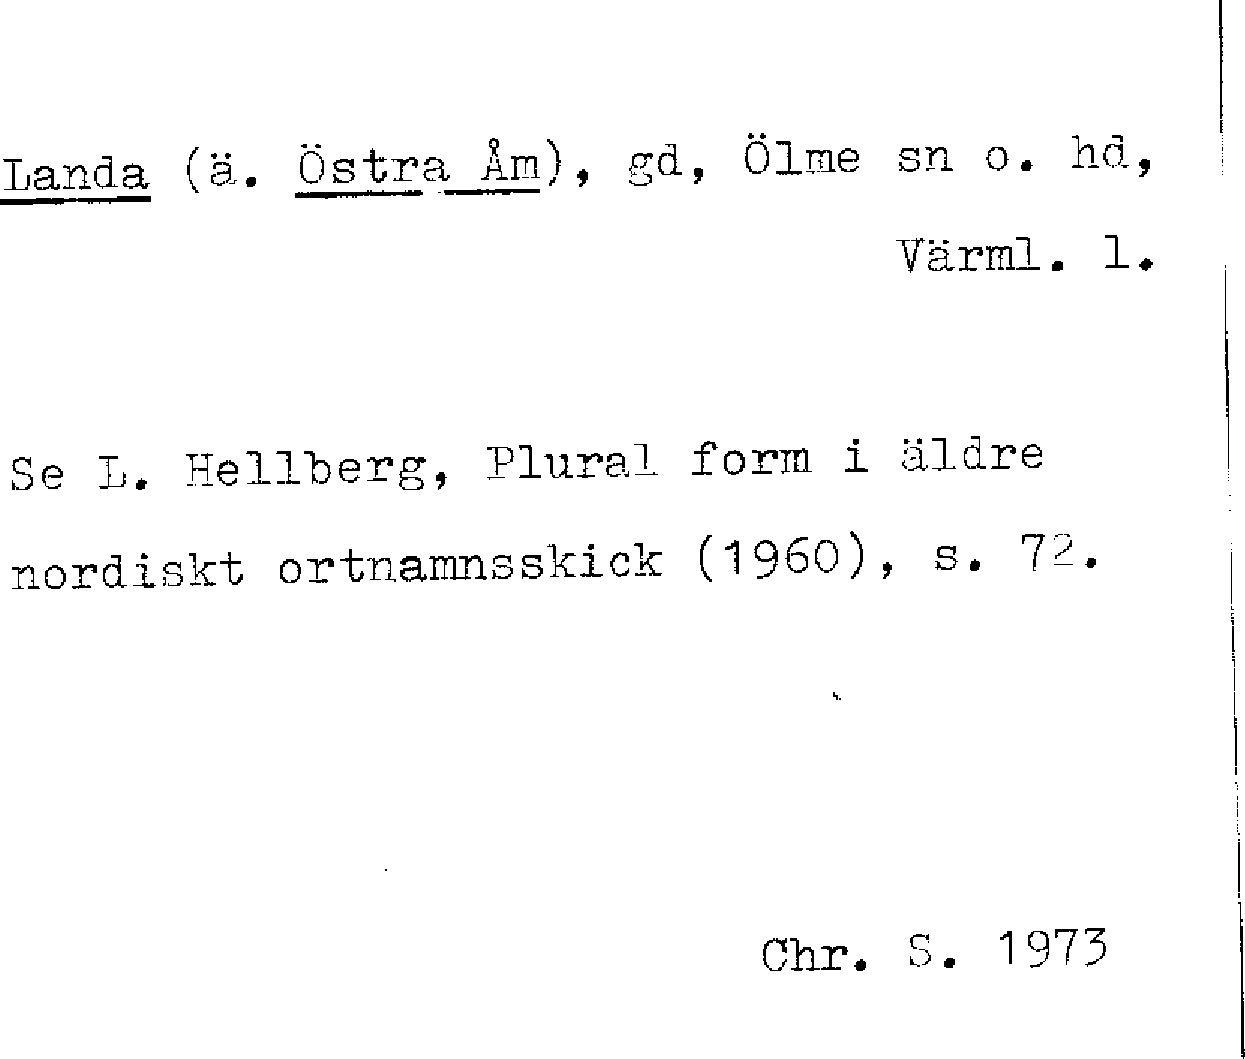 Landa (ä. Östra Åm), gd, Ölme sn o. hd,
Värml. l.
Se L. Hellberg, Plural form i äldre
nordiskt ortnamnsskick (1960), s. 72.
Chr. S. 1973